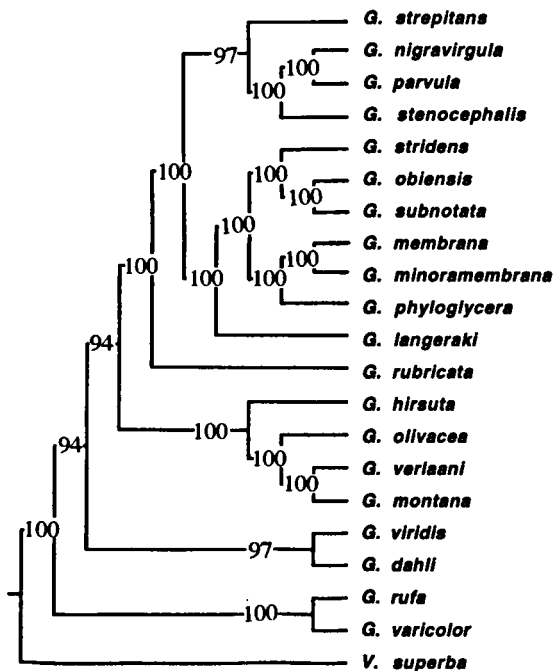 G. strepitans
97
G. nigravirgula
100
G. parvula
100
G. stenocephalis
G. stridens
100
100
G. obiensis
100
G. subnotata
100
G. membrana
100
100
100
G. minoramembrana
G. phyloglycera
100
G. langeraki
94
G. rubricata
G. hirsuta
100
G. olivacea
94
100
G. verlaani
100
G. montana
100
G. viridis
97
G. dahli
G. rufa
100
G. varicolor
V. superba